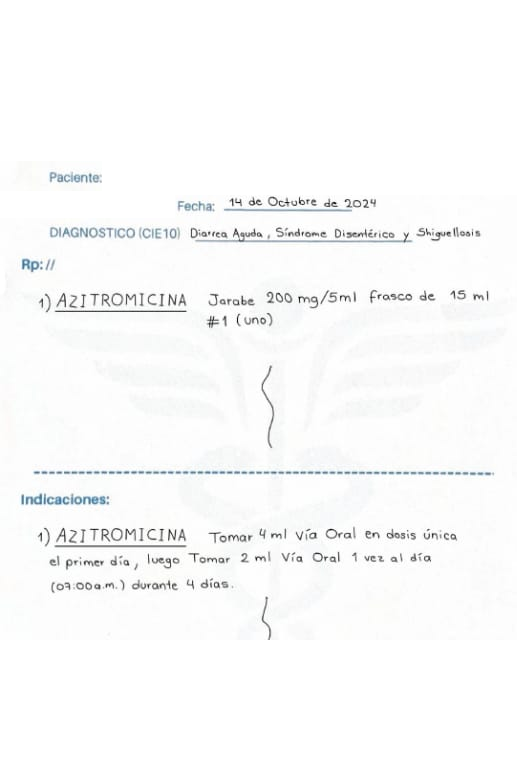 Paciente:
Fecha: 14 de Octubre de 2024
DIAGNOSTICO (CIE10) Diarrea Aguda, Síndrome Disentérico y Shiguellosis
Rp: //
1) AZITROMICINA Jarabe 200 mg/5ml frasco de 15 ml
#1 (uno)
Indicaciones:
1) AZITROMICINA Tomar 4 ml Vía Oral en dosis única
el primer día, luego Tomar 2 ml Vía Oral 1 vez al día
(07:00a.m.) durante 4 días.